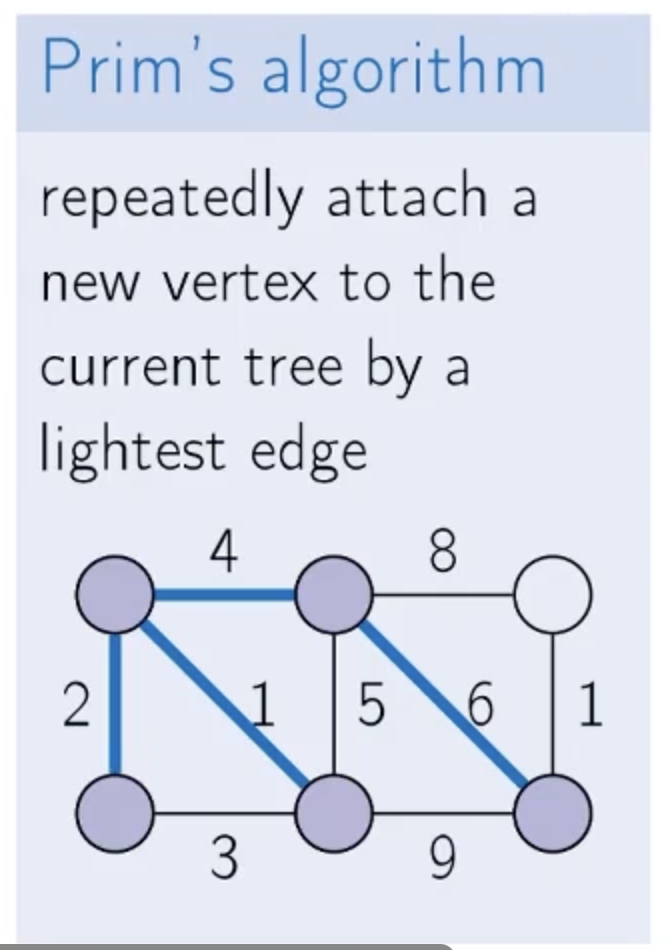 Prim's algorithm
repeatedly attach a
new vertex to the
current tree by a
lightest edge
4 8
2 1 5 6 1
3 9